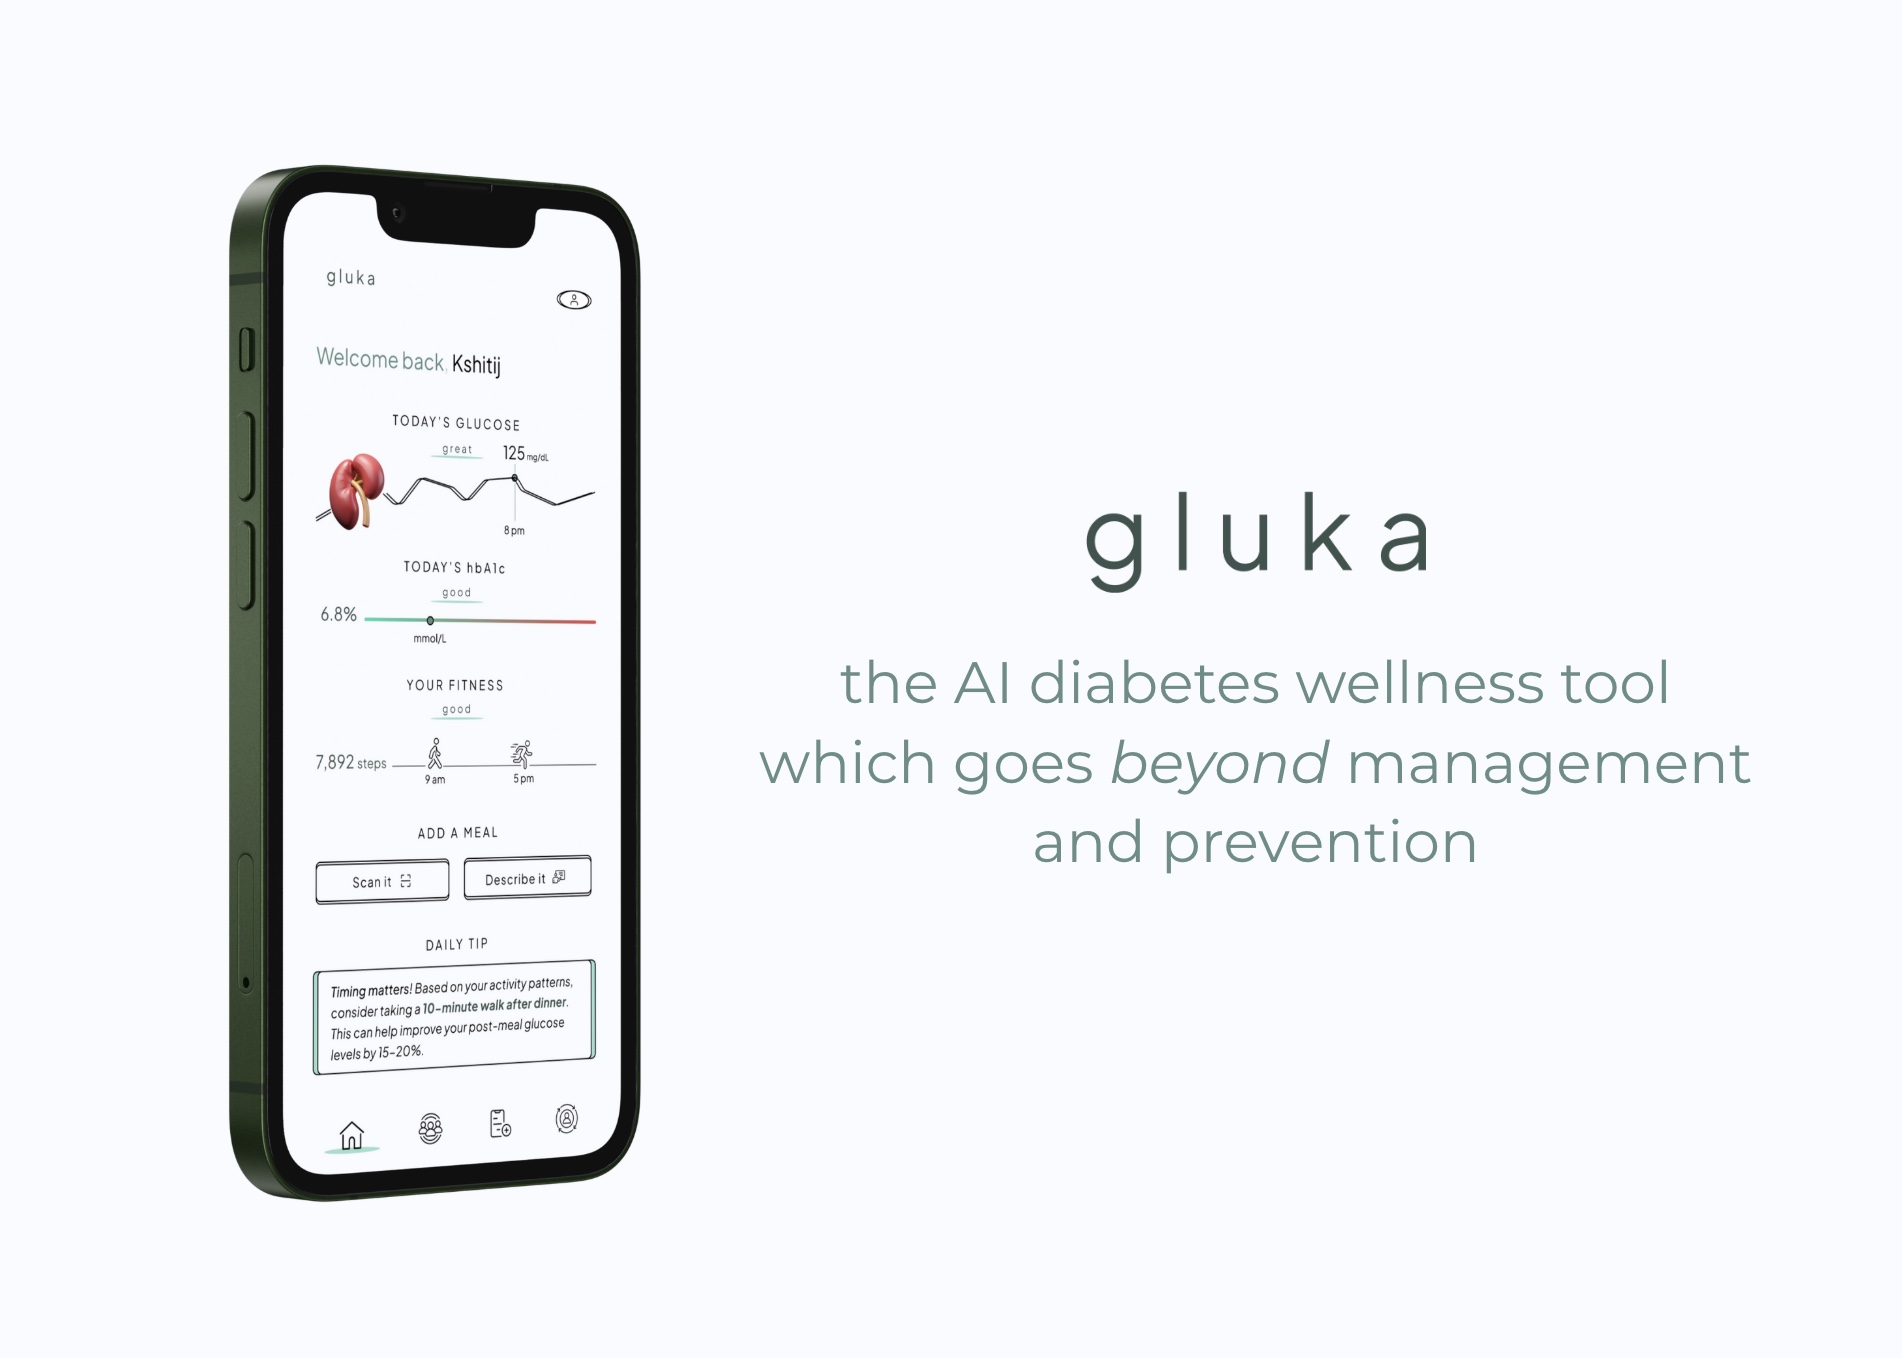 gluka
Welcome back, Kshitij
TODAY'S GLUCOSE
great
125 mg/dL
8 pm
TODAY'S hbA1c
good
6.8%
mmol/L
YOUR FITNESS
good
7,892 steps
9 am
5 pm
ADD A MEAL
Scan it
Describe it
DAILY TIP
Timing matters! Based on your activity patterns,
consider taking a 10-minute walk after dinner.
This can help improve your post-meal glucose
levels by 15-20%.
gluka
the AI diabetes wellness tool
which goes beyond management
and prevention